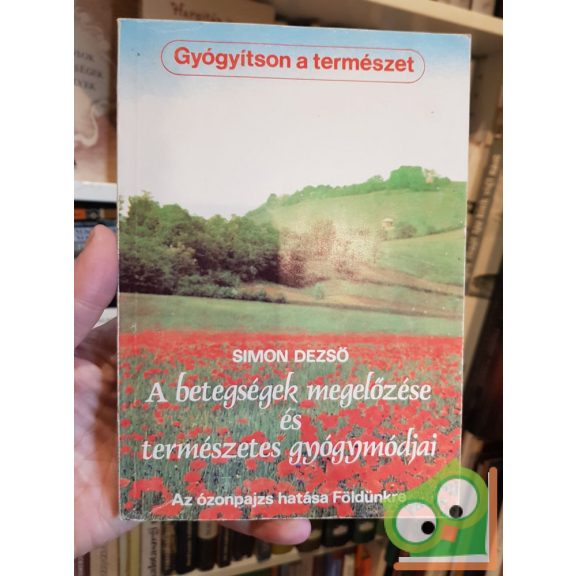 Gyógyítson a természet
SIMON DEZSŐ
A betegségek megelőzése
és
természetes gyógymódjai
Az ózonpajzs hatása Földünkre